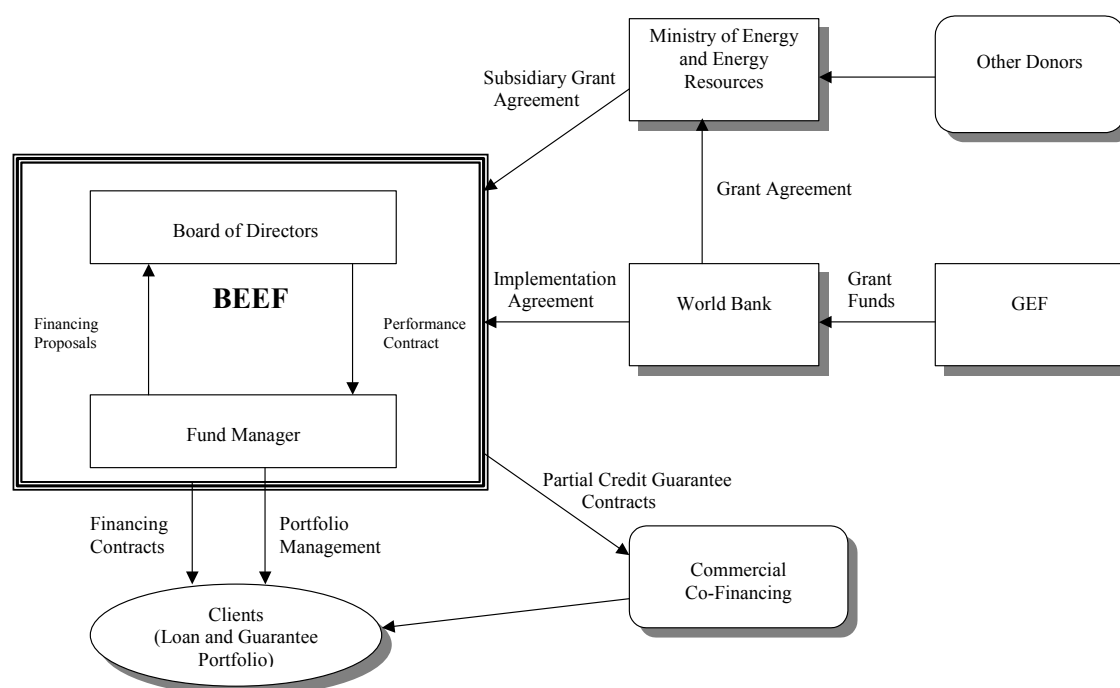 Ministry of Energy
and Energy
Resources
Other Donors
Subsidiary Grant
Agreement
Grant Agreement
Board of Directors
BEEF
Financing
Proposals
Performance
Contract
Fund Manager
Implementation
Agreement
World Bank
Grant
Funds
GEF
Partial Credit Guarantee
Contracts
Financing
Contracts
Portfolio
Management
Commercial
Co-Financing
Clients
(Loan and Guarantee
Portfolio)